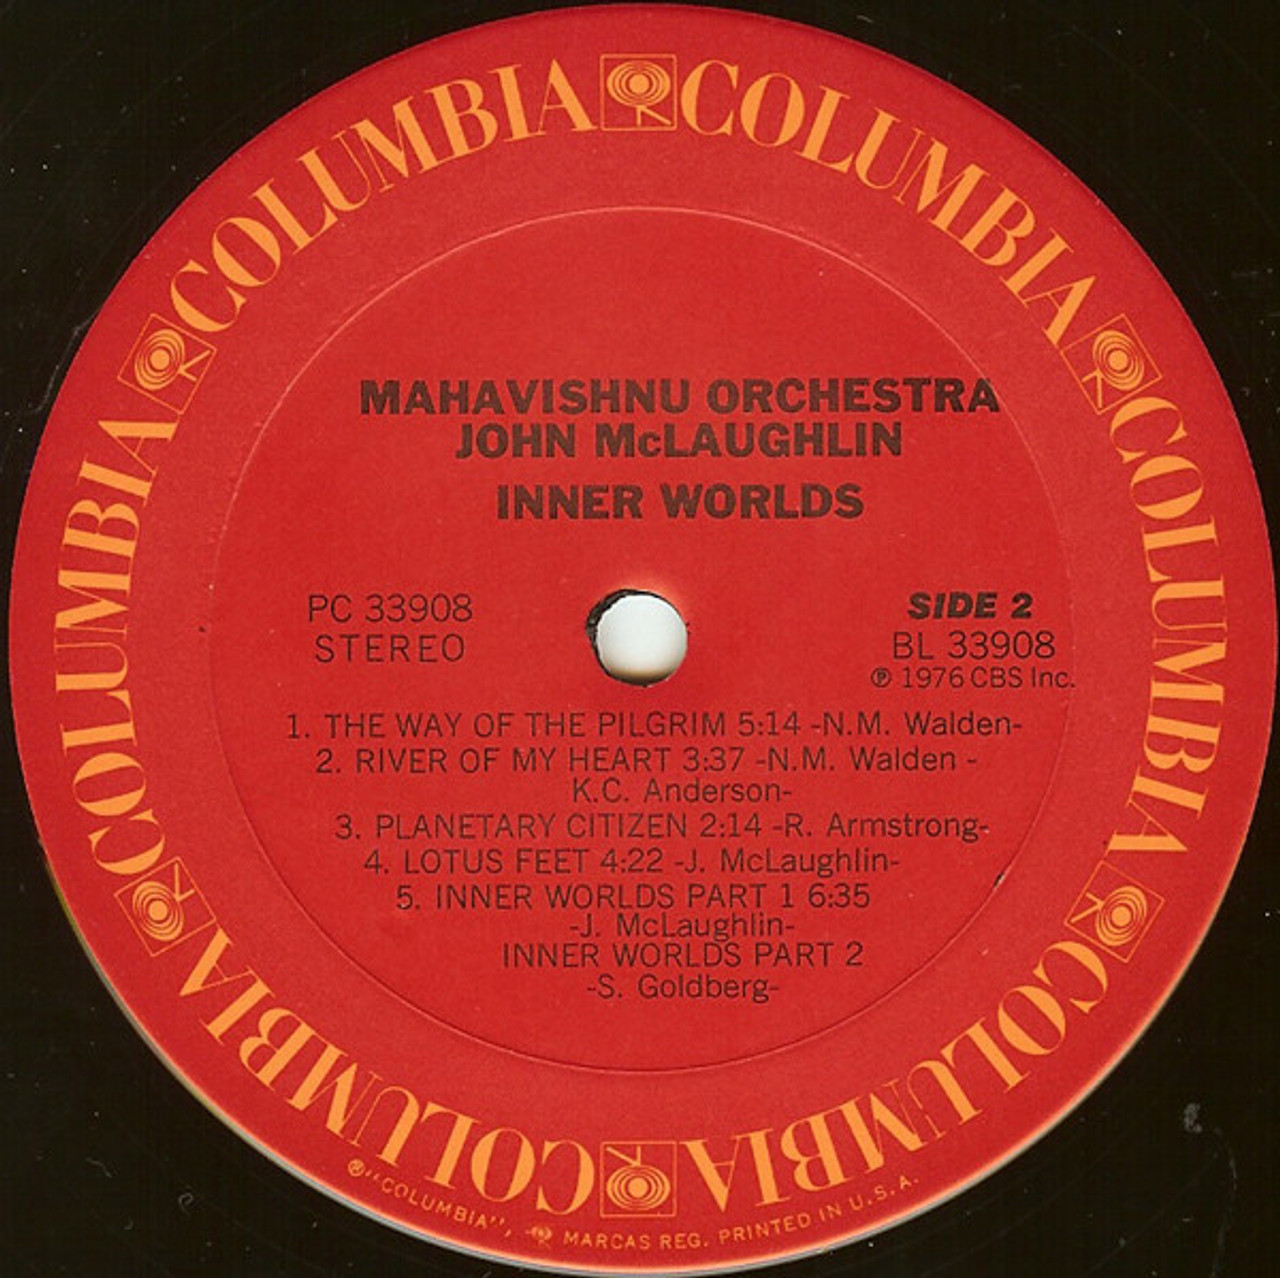 COLUMBIA COLUMBIA COLUMBIA COLUMBIA COLUMBIA COLUMBIA
MAHAVISHNU ORCHESTRA
JOHN McLAUGHLIN
INNER WORLDS
PC 33908
STEREO
SIDE 2
BL 33908
℗ 1976 CBS Inc.
1. THE WAY OF THE PILGRIM 5:14 -N.M. Walden-
2. RIVER OF MY HEART 3:37 -N.M. Walden -
K.C. Anderson-
3. PLANETARY CITIZEN 2:14 -R. Armstrong-
4. LOTUS FEET 4:22 -J. McLaughlin-
5. INNER WORLDS PART 1 6:35
-J. McLaughlin-
INNER WORLDS PART 2
-S. Goldberg-
®"COLUMBIA", MARCAS REG. PRINTED IN U.S.A.